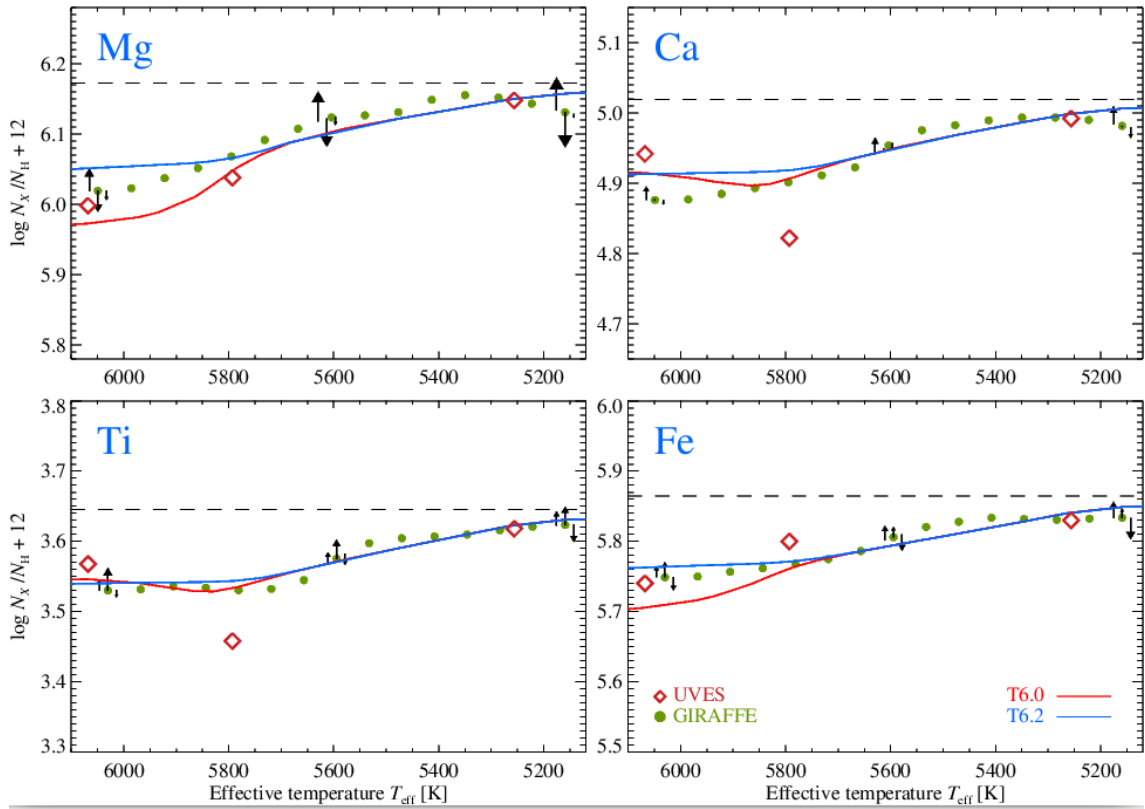 Mg
Ca
6.2
6.1
6.0
5.9
5.8
log N_X/N_H + 12
5.1
5.0
4.9
4.8
4.7
6000 5800 5600 5400 5200
6000 5800 5600 5400 5200
Ti
Fe
3.8
3.7
3.6
3.5
3.4
3.3
log N_X/N_H + 12
6.0
5.9
5.8
5.7
5.6
5.5
UVES
GIRAFFE
T6.0
T6.2
6000 5800 5600 5400 5200
6000 5800 5600 5400 5200
Effective temperature T_eff [K]
Effective temperature T_eff [K]